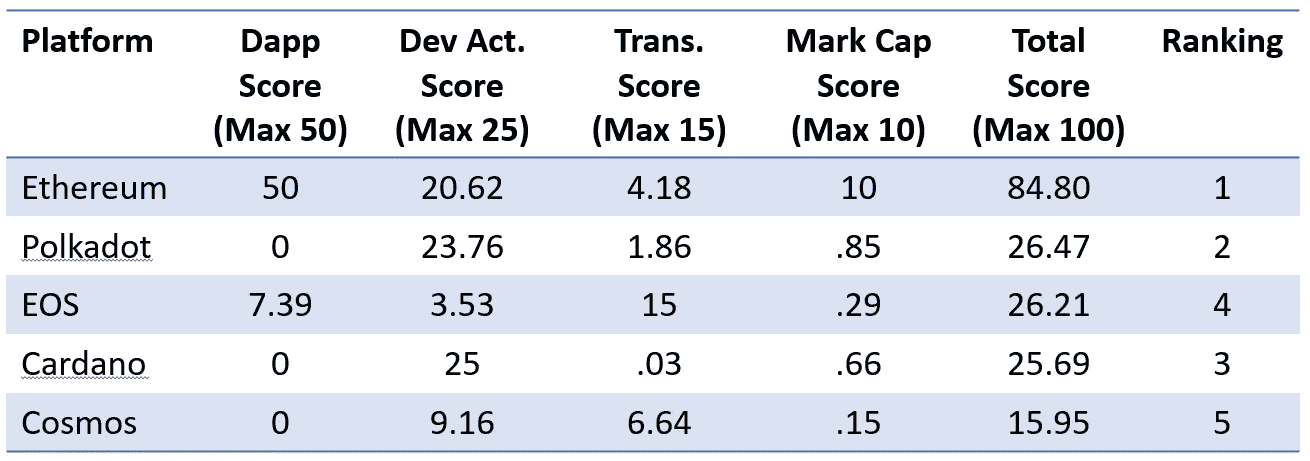 Platform Dapp Score (Max 50) Dev Act. Score (Max 25) Trans. Score (Max 15) Mark Cap Score (Max 10) Total Score (Max 100) Ranking
Ethereum 50 20.62 4.18 10 84.80 1
Polkadot 0 23.76 1.86 .85 26.47 2
EOS 7.39 3.53 15 .29 26.21 4
Cardano 0 25 .03 .66 25.69 3
Cosmos 0 9.16 6.64 .15 15.95 5